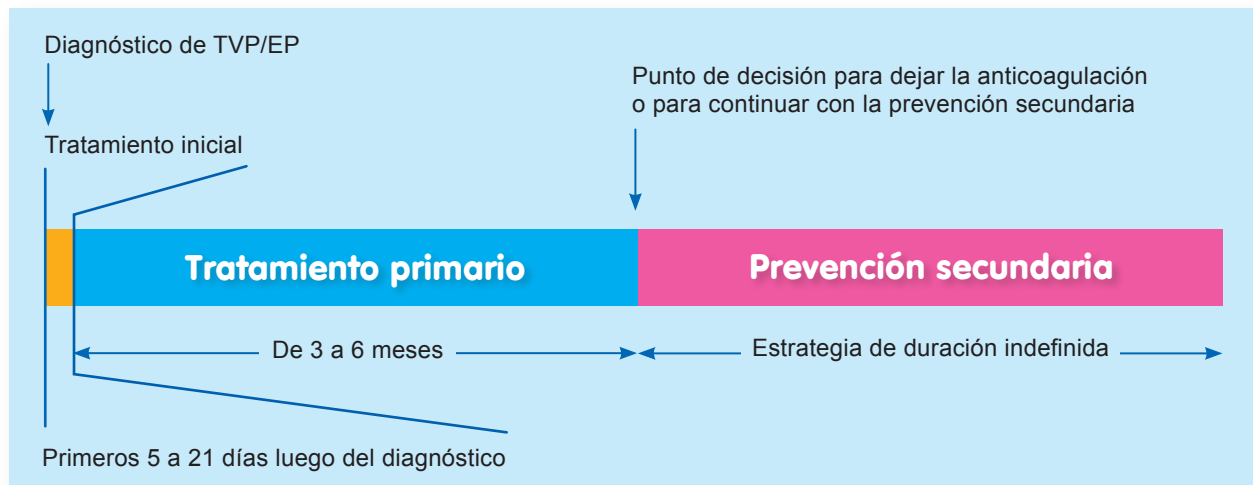 Diagnóstico de TVP/EP
Punto de decisión para dejar la anticoagulación
o para continuar con la prevención secundaria
Tratamiento inicial
Tratamiento primario
Prevención secundaria
De 3 a 6 meses
Estrategia de duración indefinida
Primeros 5 a 21 días luego del diagnóstico